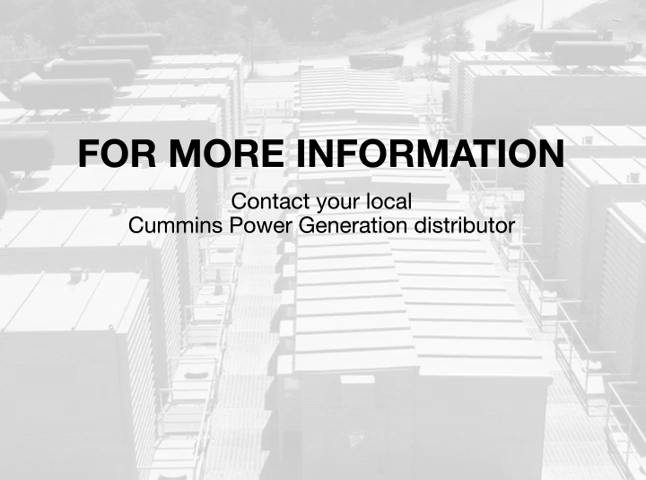 FOR MORE INFORMATION
Contact your local
Cummins Power Generation distributor